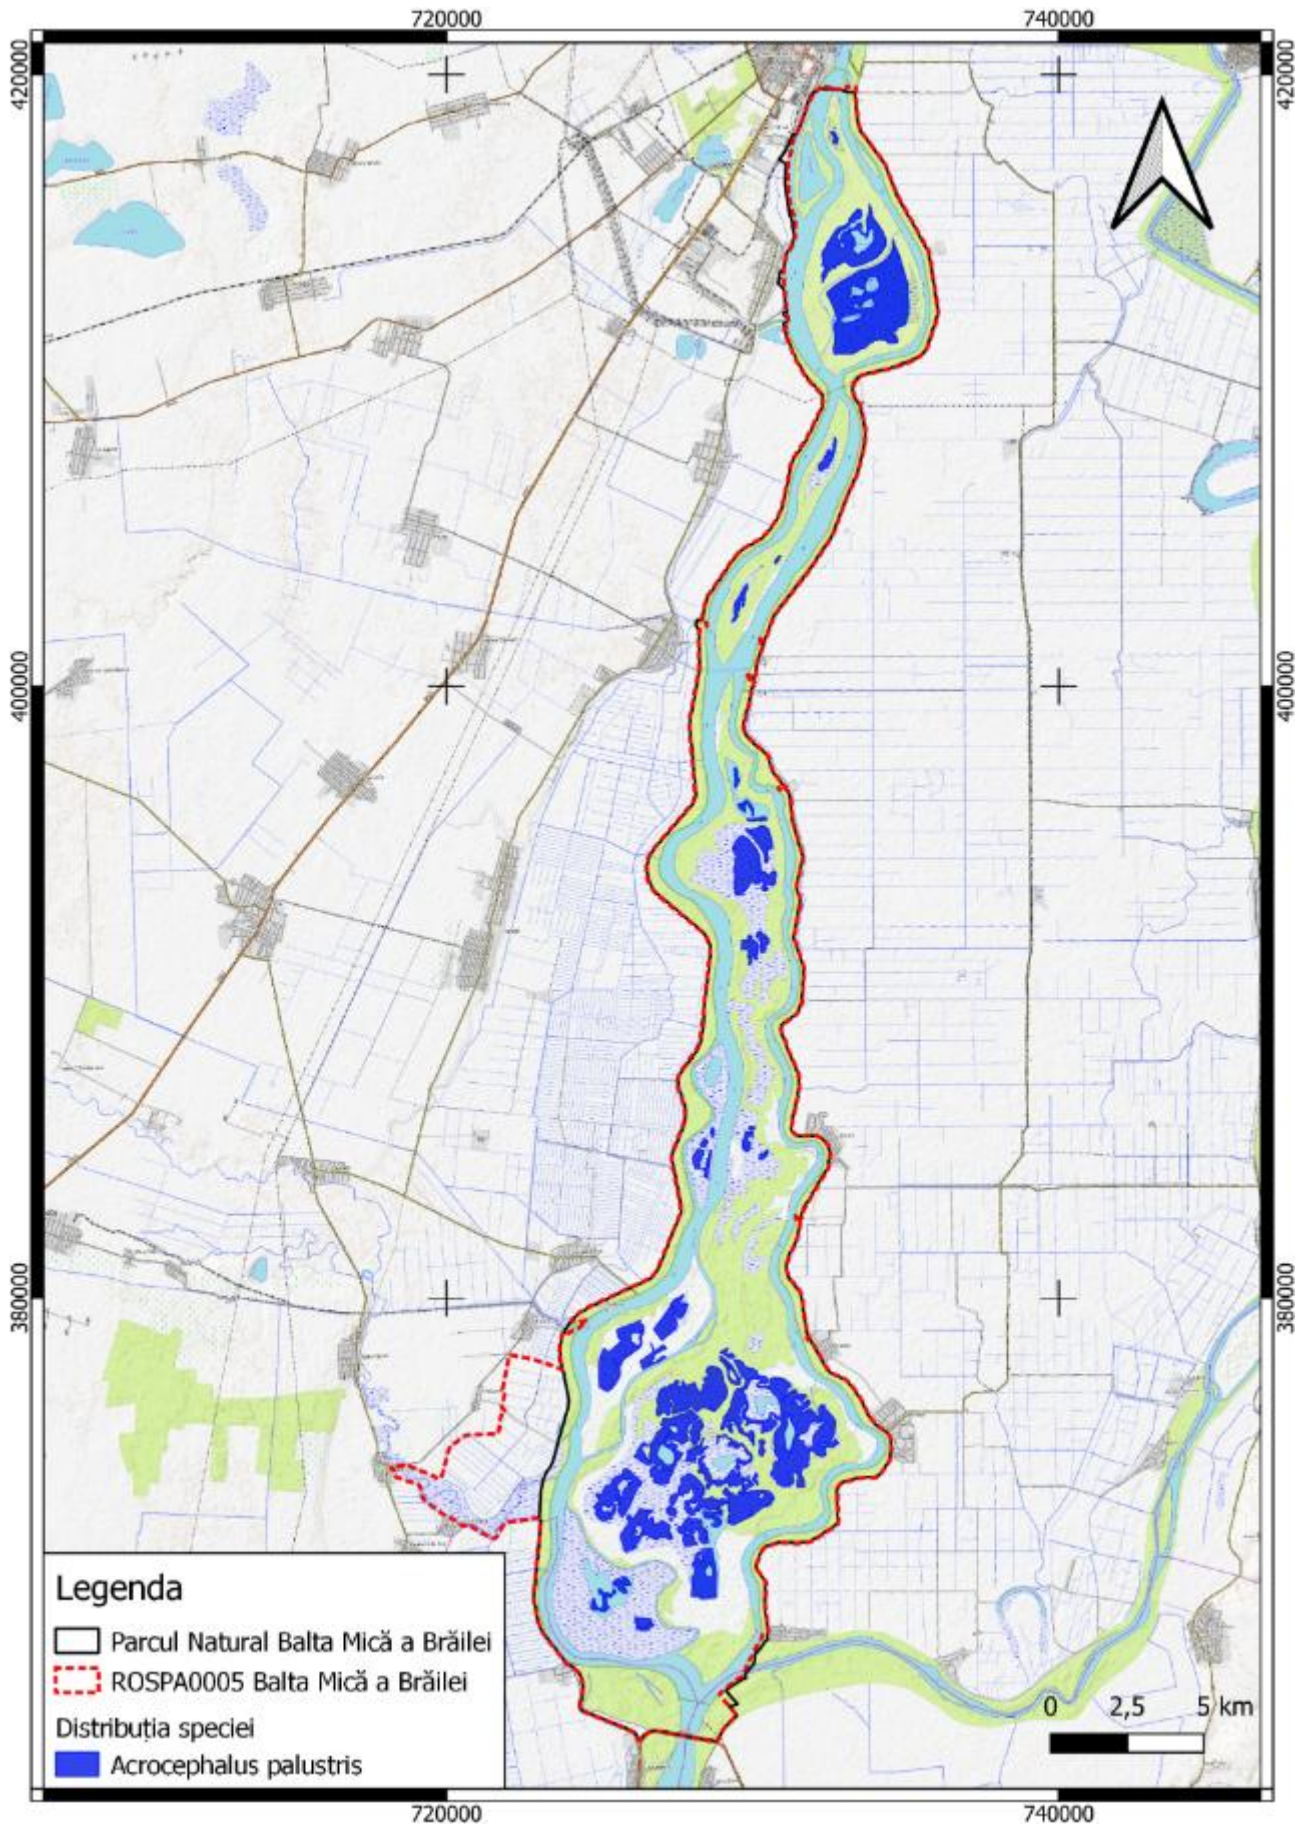 720000 740000
420000 420000
400000 400000
380000 380000
Legenda
Parcul Natural Balta Mică a Brăilei
ROSPA0005 Balta Mică a Brăilei
Distribuția speciei
Acrocephalus palustris
0 2,5 5 km
720000 740000